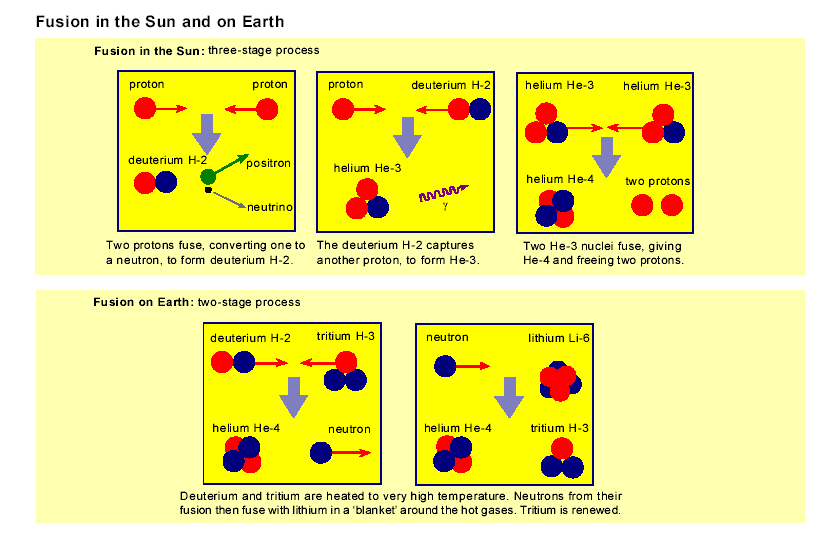 Fusion in the Sun and on Earth
Fusion in the Sun: three-stage process
proton proton
deuterium H-2
positron
neutrino
Two protons fuse, converting one to
a neutron, to form deuterium H-2.
proton deuterium H-2
helium He-3
γ
The deuterium H-2 captures
another proton, to form He-3.
helium He-3 helium He-3
helium He-4 two protons
Two He-3 nuclei fuse, giving
He-4 and freeing two protons.
Fusion on Earth: two-stage process
deuterium H-2 tritium H-3
helium He-4 neutron
neutron lithium Li-6
helium He-4 tritium H-3
Deuterium and tritium are heated to very high temperature. Neutrons from their
fusion then fuse with lithium in a ‘blanket’ around the hot gases. Tritium is renewed.